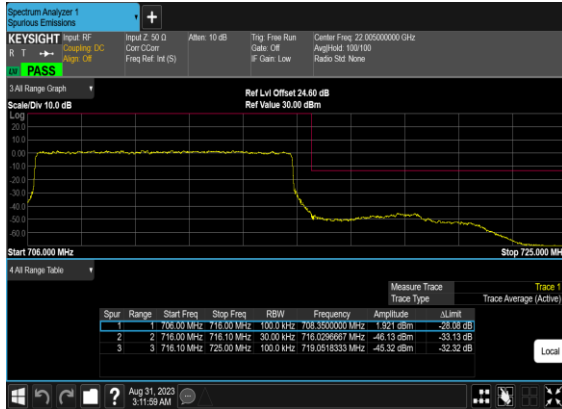 Spectrum Analyzer 1
Spurious Emissions
+
KEYSIGHT Input: RF Input Z: 50 Ω Atten: 10 dB Trig: Free Run Center Freq: 22.005000000 GHz
R T Coupling: DC Corr CCorr Gate: Off Avg|Hold: 100/100
Align: Off Freq Ref: Int (S) IF Gain: Low Radio Std: None
PASS
3 All Range Graph
Ref Lvl Offset 24.60 dB
Scale/Div 10.0 dB Ref Value 30.00 dBm
Log
20.0
10.0
0.00
-10.0
-20.0
-30.0
-40.0
-50.0
-60.0
Start 706.000 MHz Stop 725.000 MH
4 All Range Table
Measure Trace Trace 1
Trace Type Trace Average (Active)
Spur Range Start Freq Stop Freq RBW Frequency Amplitude ΔLimit
1 1 706.00 MHz 716.00 MHz 100.0 kHz 708.3500000 MHz 1.921 dBm -28.08 dB
2 2 716.00 MHz 716.10 MHz 30.00 kHz 716.0296667 MHz -46.13 dBm -33.13 dB
3 3 716.10 MHz 725.00 MHz 100.0 kHz 719.0518333 MHz -45.32 dBm -32.32 dB
Local
? Aug 31, 2023
3:11:59 AM